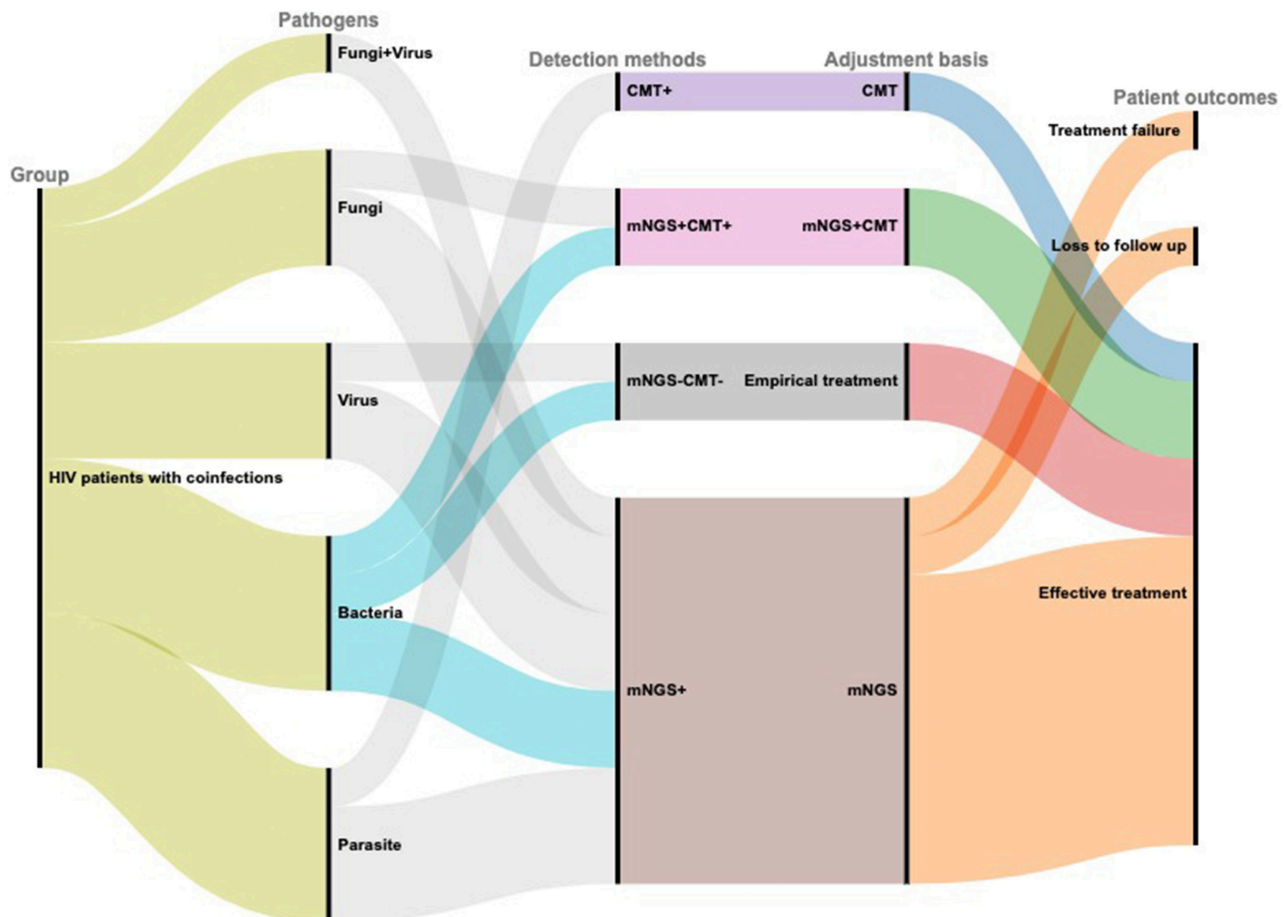 Pathogens
Fungi+Virus
Detection methods
Adjustment basis
CMT+
CMT
Patient outcomes
Treatment failure
Group
Fungi
mNGS+CMT+
mNGS+CMT
Loss to follow up
mNGS-CMT-
Empirical treatment
Virus
HIV patients with coinfections
Effective treatment
Bacteria
mNGS+
mNGS
Parasite